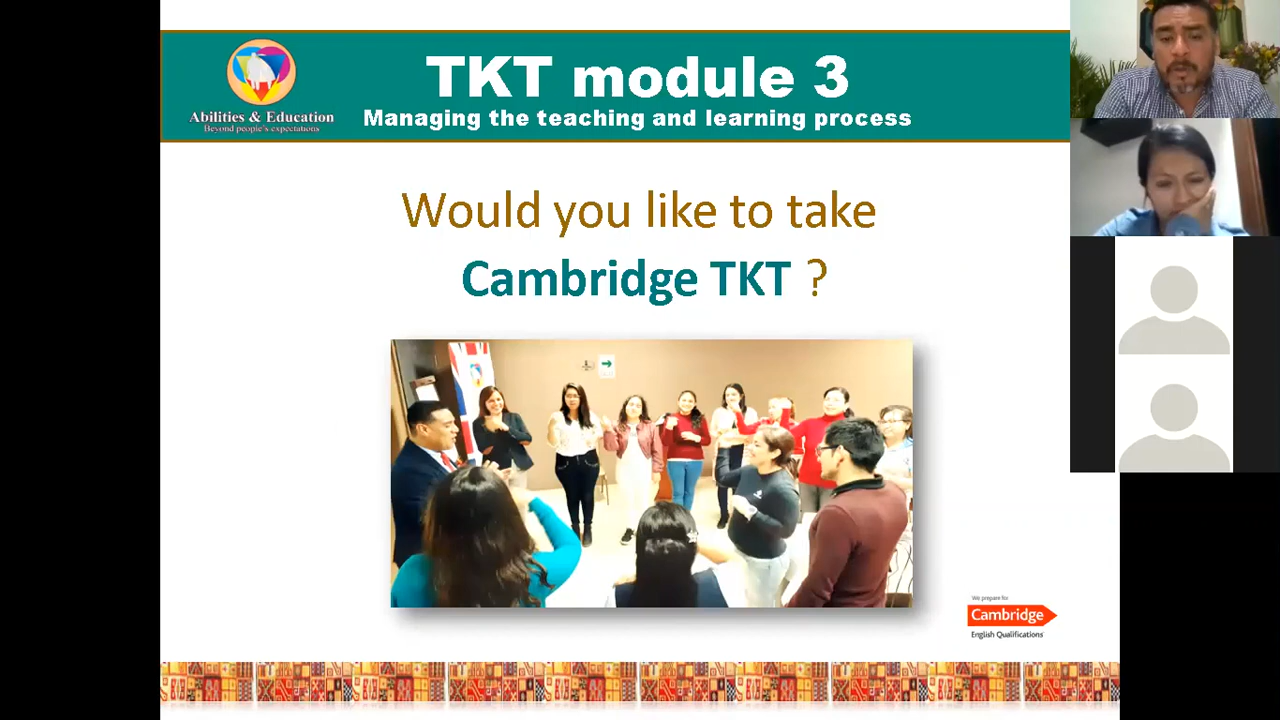 TKT module 3
Managing the teaching and learning process
Abilities & Education
Beyond people's expectations
Would you like to take
Cambridge TKT ?
We prepare for
Cambridge
English Qualifications